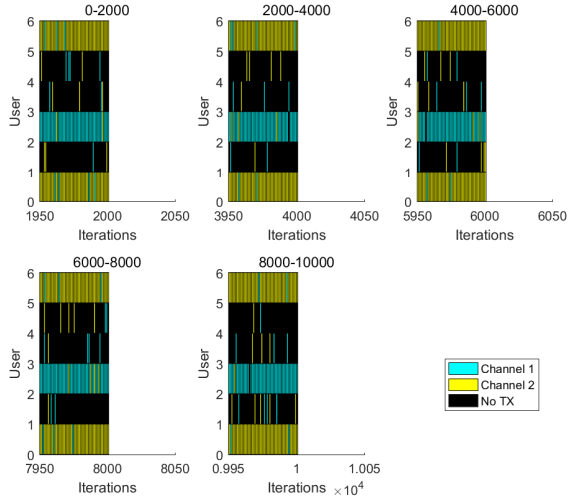 0-2000
2000-4000
4000-6000
6
5
4
3
2
1
0
User
1950 2000 2050
Iterations
6
5
4
3
2
1
0
User
3950 4000 4050
Iterations
6
5
4
3
2
1
0
User
5950 6000 6050
Iterations
6000-8000
8000-10000
6
5
4
3
2
1
0
User
7950 8000 8050
Iterations
6
5
4
3
2
1
0
User
0.995 1 1.005
Iterations ×10^4
Channel 1
Channel 2
No TX